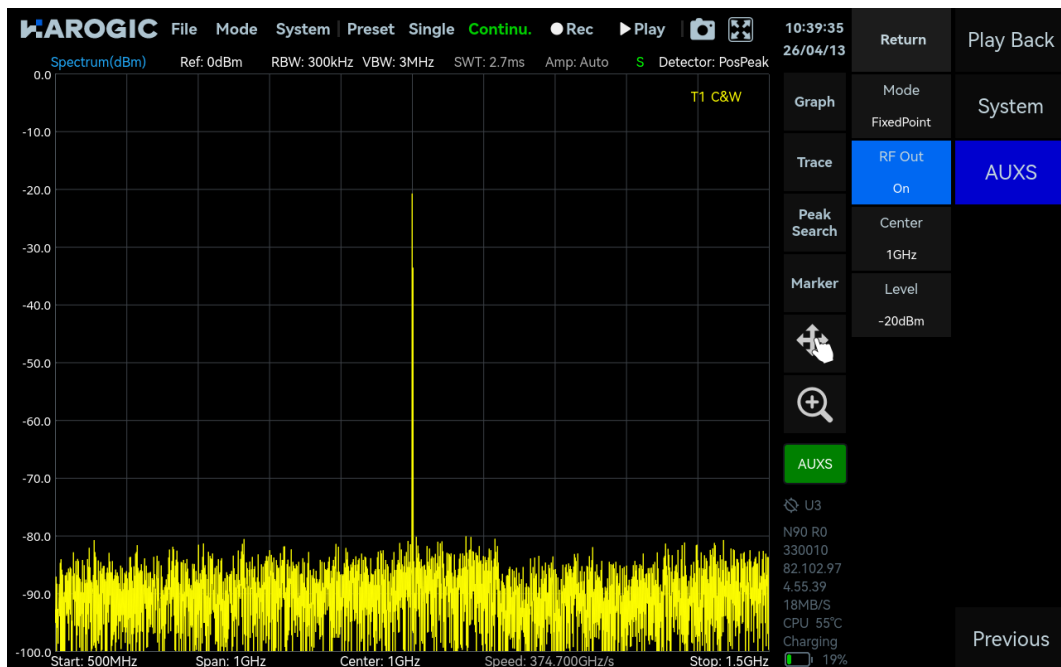 HAROGIC File Mode System Preset Single Continu. Rec Play
Spectrum(dBm) Ref: 0dBm RBW: 300kHz VBW: 3MHz SWT: 2.7ms Amp: Auto S Detector: PosPeak
T1 C&W
0.0
-10.0
-20.0
-30.0
-40.0
-50.0
-60.0
-70.0
-80.0
-90.0
-100.0
Start: 500MHz Span: 1GHz Center: 1GHz Speed: 374.700GHz/s Stop: 1.5GHz
10:39:35
26/04/13
Graph
Trace
Peak
Search
Marker
AUXS
U3
N90 R0
330010
82.102.97
4.55.39
18MB/S
CPU 55℃
Charging
19%
Return
Mode
FixedPoint
RF Out
On
Center
1GHz
Level
-20dBm
Play Back
System
AUXS
Previous